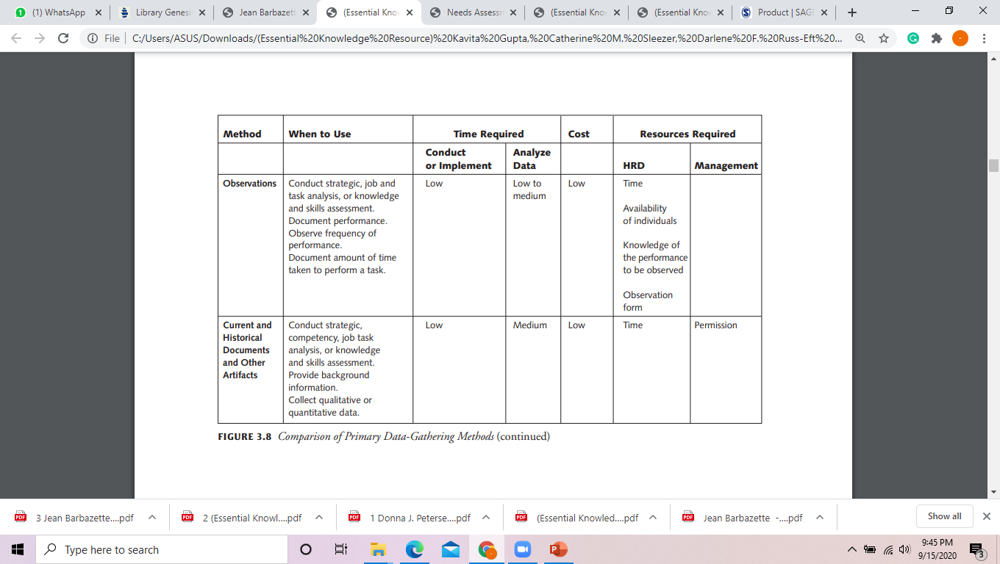 (1) WhatsApp
Library Genesi
Jean Barbazett
(Essential Know
Needs Assessm
(Essential Know
(Essential Know
Product | SAGE
File | C:/Users/ASUS/Downloads/(Essential%20Knowledge%20Resource)%20Kavita%20Gupta,%20Catherine%20M.%20Sleezer,%20Darlene%20F.%20Russ-Eft%20...
Method When to Use Time Required Cost Resources Required
Conduct Analyze
or Implement Data HRD Management
Observations Conduct strategic, job and Low Low to Low Time
task analysis, or knowledge medium
and skills assessment. Availability
Document performance. of individuals
Observe frequency of
performance. Knowledge of
Document amount of time the performance
taken to perform a task. to be observed
Observation
form
Current and Conduct strategic, Low Medium Low Time Permission
Historical competency, job task
Documents analysis, or knowledge
and Other and skills assessment.
Artifacts Provide background
information.
Collect qualitative or
quantitative data.
FIGURE 3.8 Comparison of Primary Data-Gathering Methods (continued)
3 Jean Barbazette....pdf
2 (Essential Knowl....pdf
1 Donna J. Peterse....pdf
(Essential Knowled....pdf
Jean Barbazette -....pdf
Show all
Type here to search
9:45 PM
9/15/2020
3